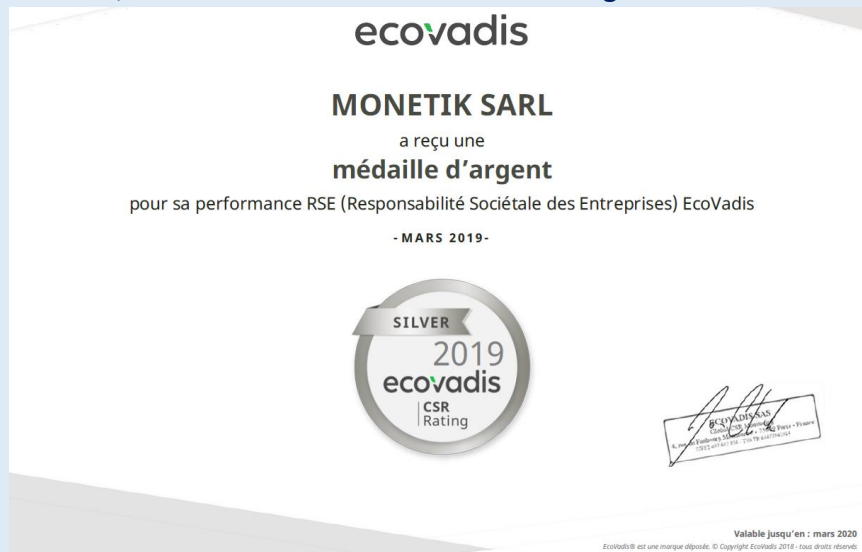 ecovadis
MONETIK SARL
a reçu une
médaille d'argent
pour sa performance RSE (Responsabilité Sociétale des Entreprises) EcoVadis
- MARS 2019-
SILVER
2019
ecovadis
CSR
Rating
ECOVADIS SAS
Valable jusqu'en : mars 2020
EcoVadis® est une marque déposée. © Copyright EcoVadis 2018 - tous droits réservés